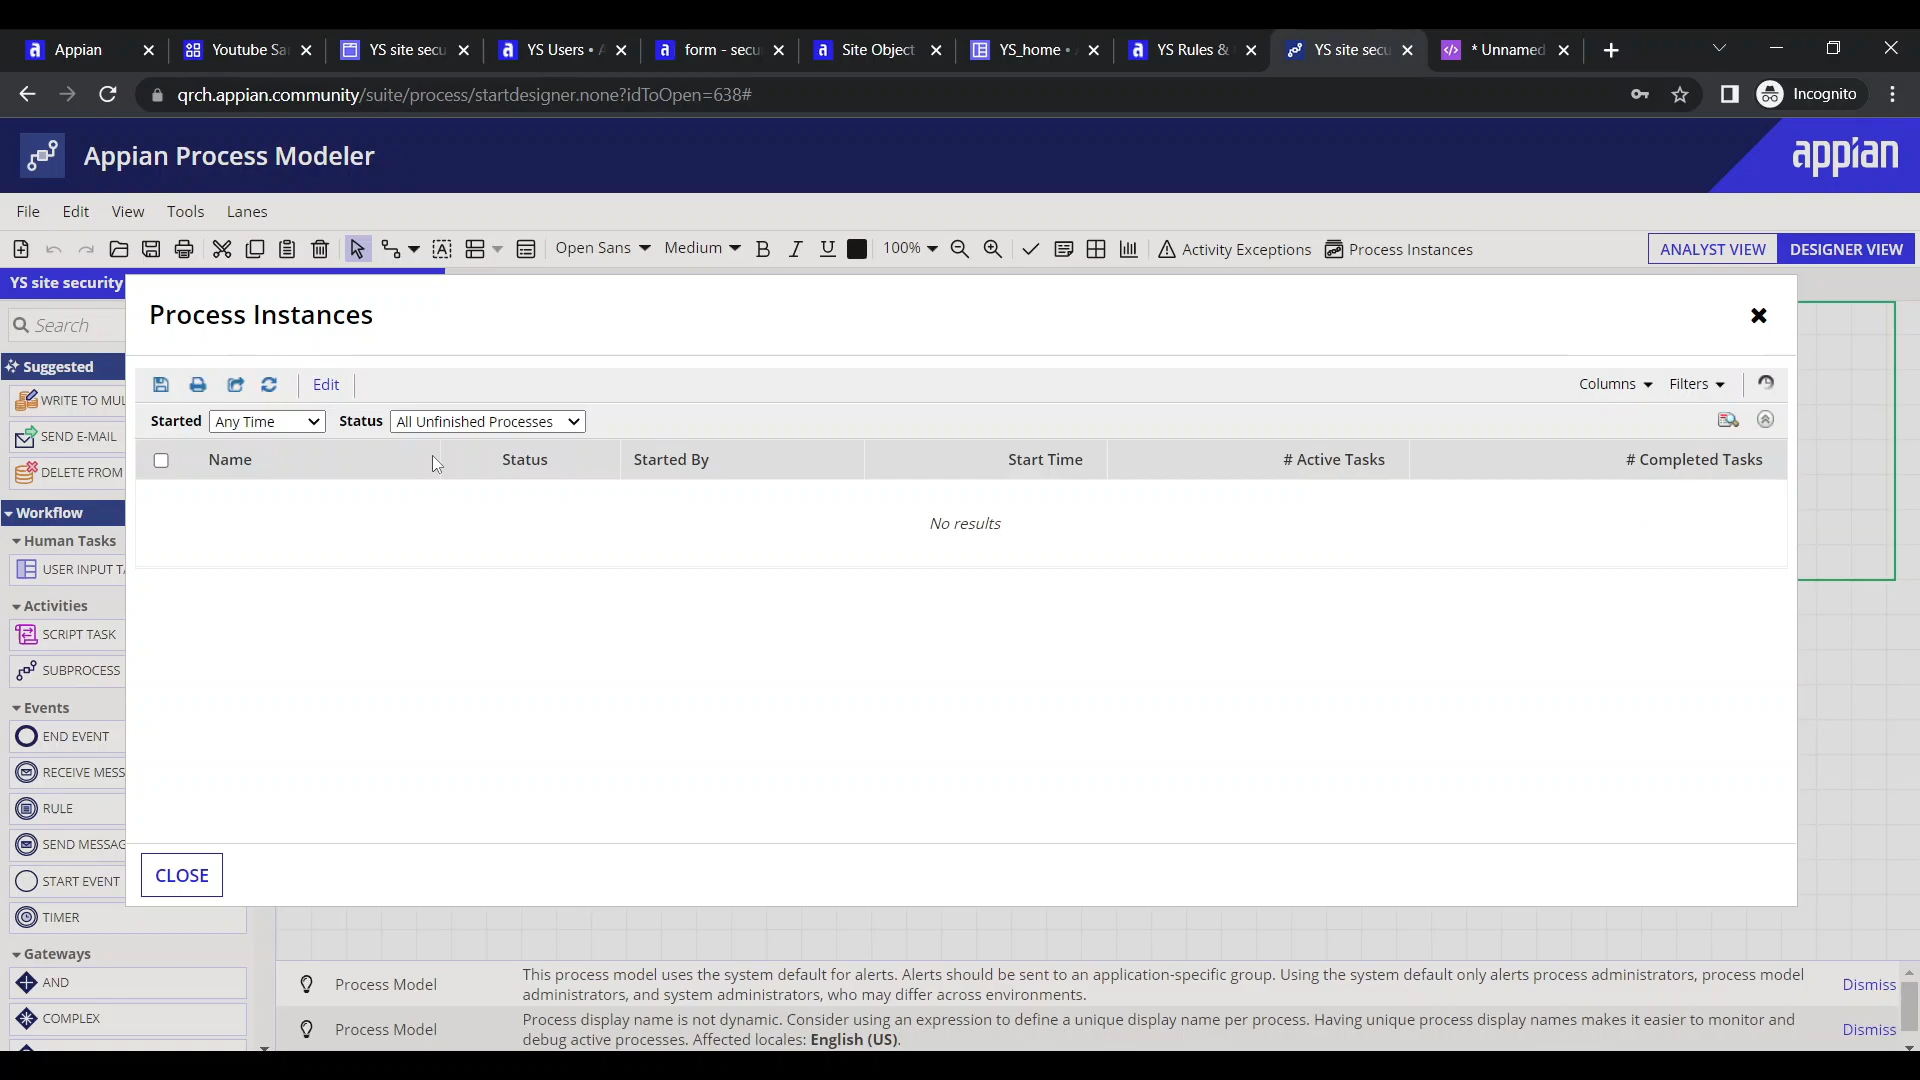 Appian
Youtube Sa
YS site secu
YS Users • A
form - secu
Site Object
YS_home •
YS Rules &
YS site secu
* Unnamed
qrch.appian.community/suite/process/startdesigner.none?idToOpen=638#
Incognito
Appian Process Modeler
appian
File Edit View Tools Lanes
Open Sans Medium B I U 100% Activity Exceptions Process Instances ANALYST VIEW DESIGNER VIEW
YS site security
Search
Suggested
WRITE TO MUL
SEND E-MAIL
DELETE FROM
Workflow
Human Tasks
USER INPUT TA
Activities
SCRIPT TASK
SUBPROCESS
Events
END EVENT
RECEIVE MESS
RULE
SEND MESSAG
START EVENT
TIMER
Gateways
AND
COMPLEX
Process Instances
Edit
Columns Filters
Started Any Time Status All Unfinished Processes
Name Status Started By Start Time # Active Tasks # Completed Tasks
No results
CLOSE
Process Model
This process model uses the system default for alerts. Alerts should be sent to an application-specific group. Using the system default only alerts process administrators, process model
administrators, and system administrators, who may differ across environments.
Dismiss
Process Model
Process display name is not dynamic. Consider using an expression to define a unique display name per process. Having unique process display names makes it easier to monitor and
debug active processes. Affected locales: English (US).
Dismiss